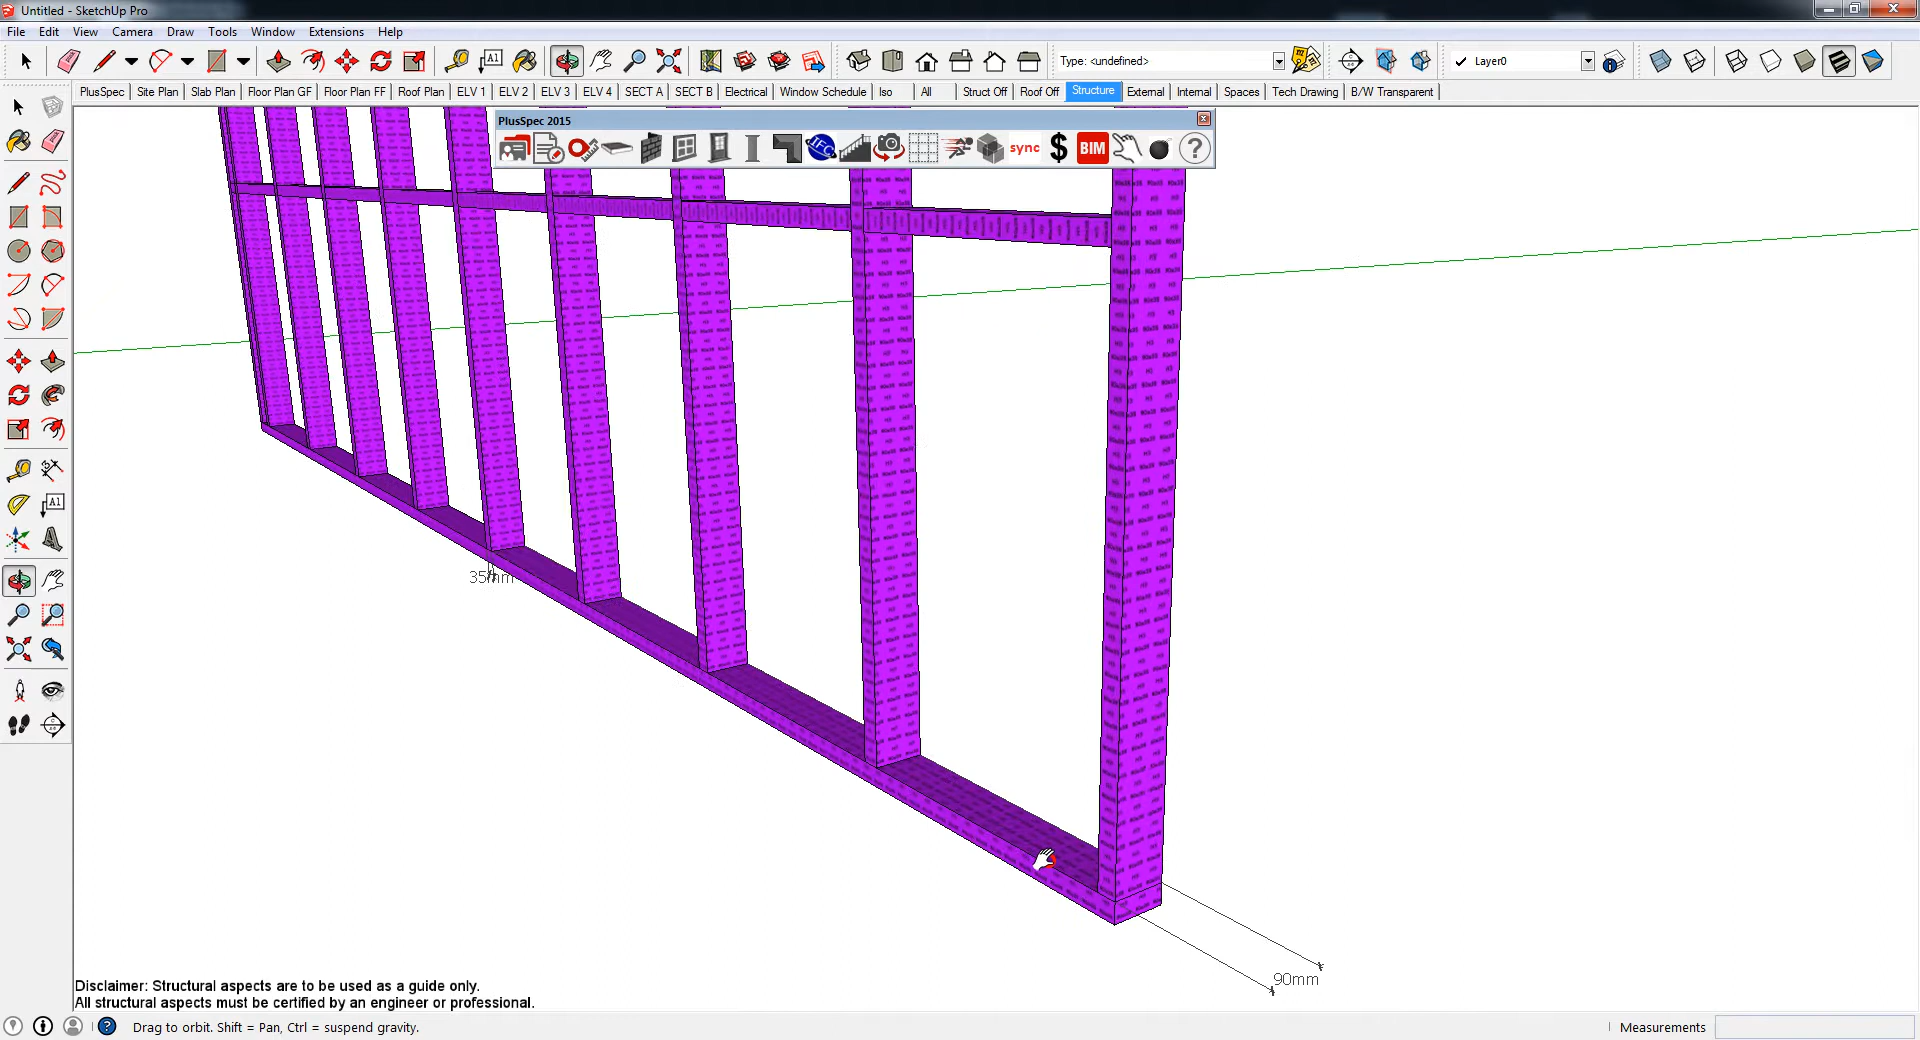 Untitled - SketchUp Pro
File Edit View Camera Draw Tools Window Extensions Help
Type: <undefined>
Layer0
PlusSpec Site Plan Slab Plan Floor Plan GF Floor Plan FF Roof Plan ELV 1 ELV 2 ELV 3 ELV 4 SECT A SECT B Electrical Window Schedule Iso All Struct Off Roof Off Structure External Internal Spaces Tech Drawing B/W Transparent
PlusSpec 2015
IFC sync $ BIM ?
A1
35mm
90mm
Disclaimer: Structural aspects are to be used as a guide only.
All structural aspects must be certified by an engineer or professional.
Drag to orbit. Shift = Pan, Ctrl = suspend gravity.
Measurements